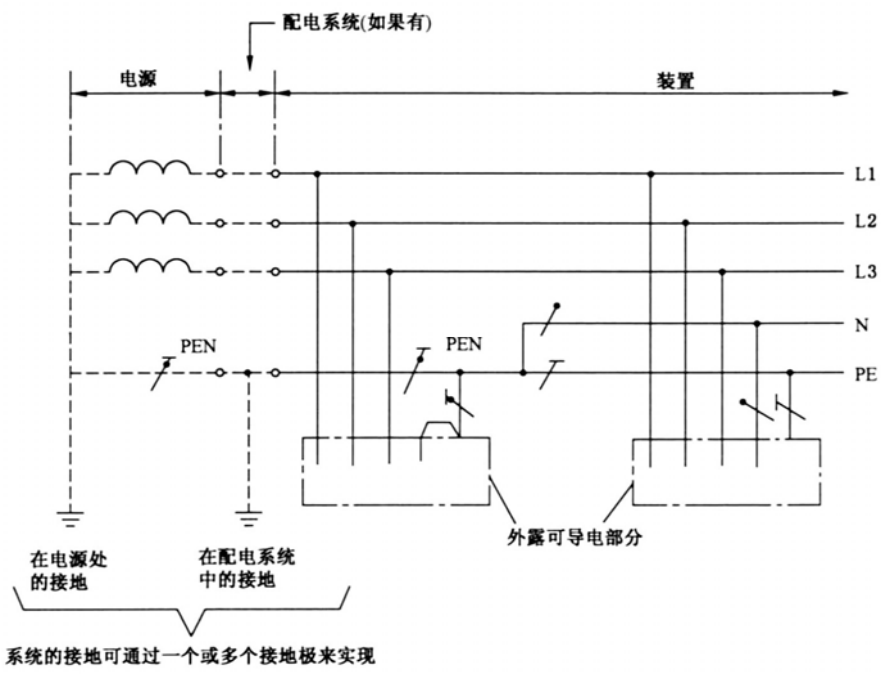 配电系统(如果有)
电源
装置
L1
L2
L3
N
PEN
PEN
PE
外露可导电部分
在电源处
的接地
在配电系统
中的接地
系统的接地可通过一个或多个接地极来实现